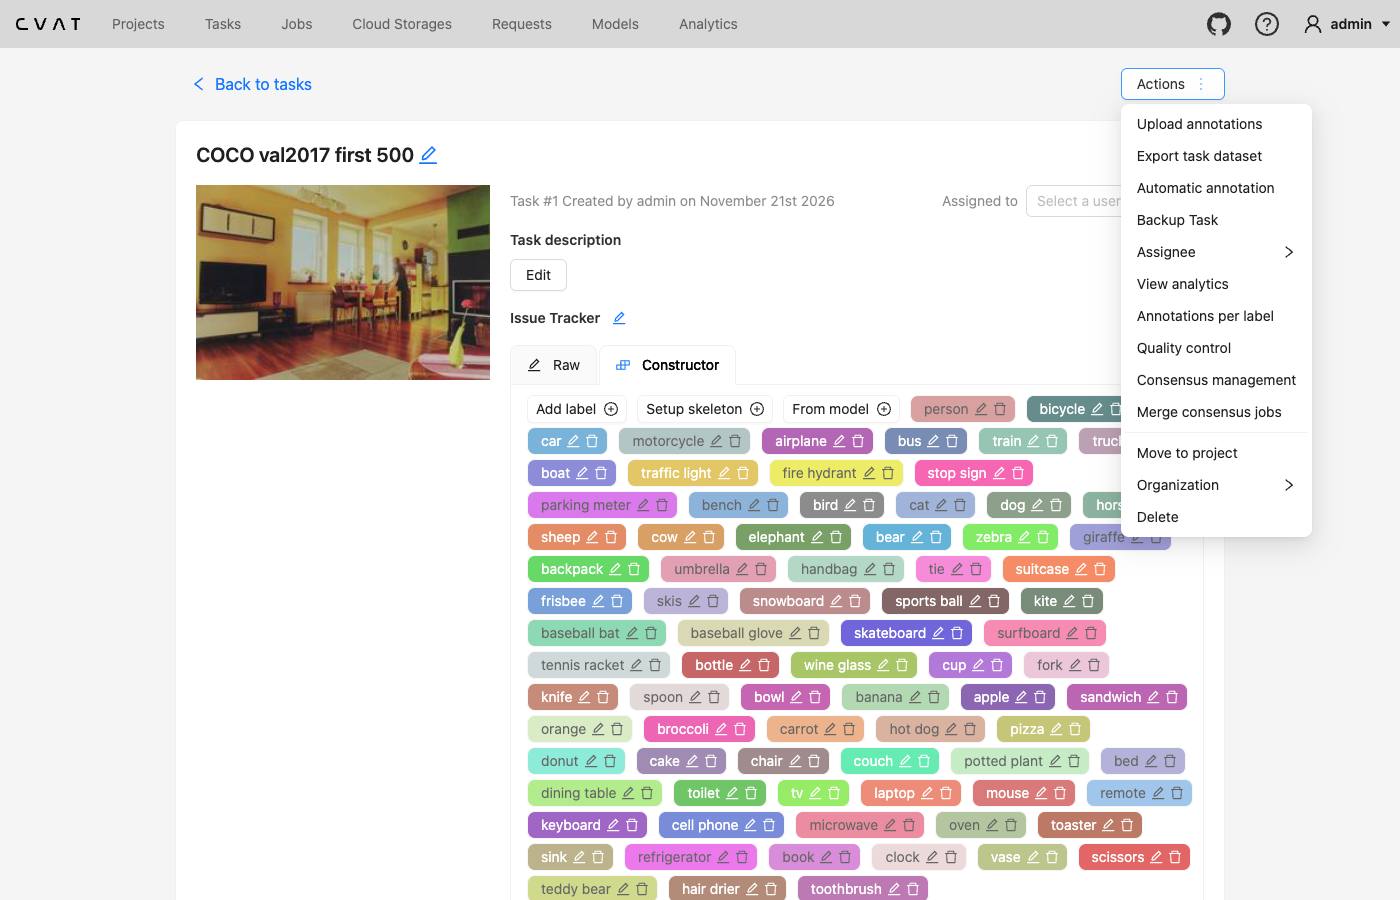 CVAT Projects Tasks Jobs Cloud Storages Requests Models Analytics admin
Back to tasks
Actions
Upload annotations
Export task dataset
Automatic annotation
Backup Task
Assignee
View analytics
Annotations per label
Quality control
Consensus management
Merge consensus jobs
Move to project
Organization
Delete
COCO val2017 first 500
Task #1 Created by admin on November 21st 2026
Assigned to Select a user
Task description
Edit
Issue Tracker
Raw Constructor
Add label Setup skeleton From model person bicycle
car motorcycle airplane bus train truck
boat traffic light fire hydrant stop sign
parking meter bench bird cat dog hors
sheep cow elephant bear zebra giraffe
backpack umbrella handbag tie suitcase
frisbee skis snowboard sports ball kite
baseball bat baseball glove skateboard surfboard
tennis racket bottle wine glass cup fork
knife spoon bowl banana apple sandwich
orange broccoli carrot hot dog pizza
donut cake chair couch potted plant bed
dining table toilet tv laptop mouse remote
keyboard cell phone microwave oven toaster
sink refrigerator book clock vase scissors
teddy bear hair drier toothbrush